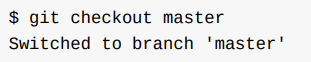 $ git checkout master
Switched to branch 'master'